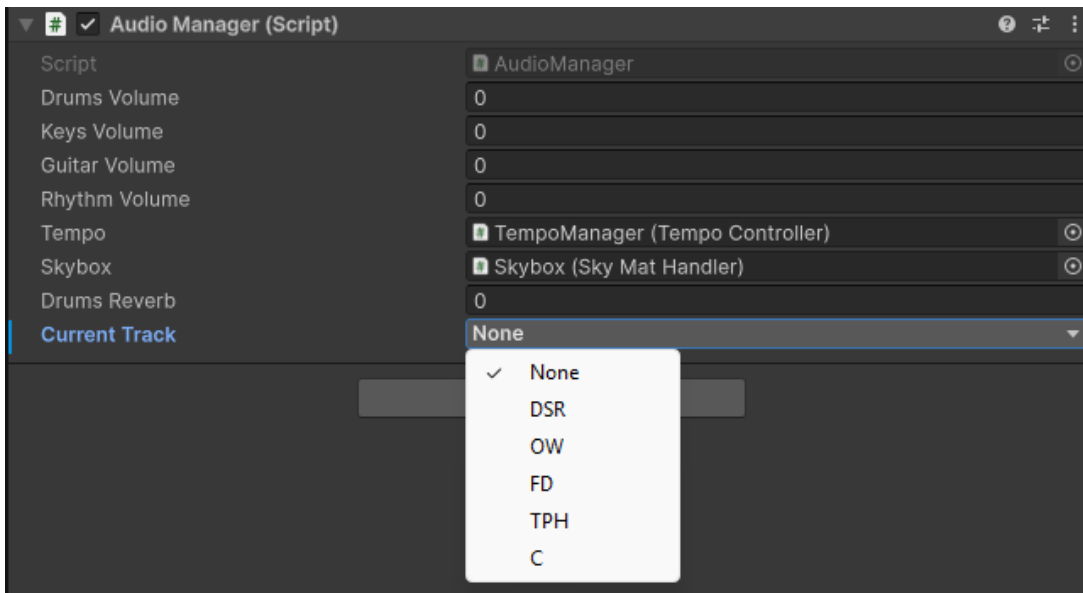 Audio Manager (Script)
Script AudioManager
Drums Volume 0
Keys Volume 0
Guitar Volume 0
Rhythm Volume 0
Tempo TempoManager (Tempo Controller)
Skybox Skybox (Sky Mat Handler)
Drums Reverb 0
Current Track None
None
DSR
OW
FD
TPH
C